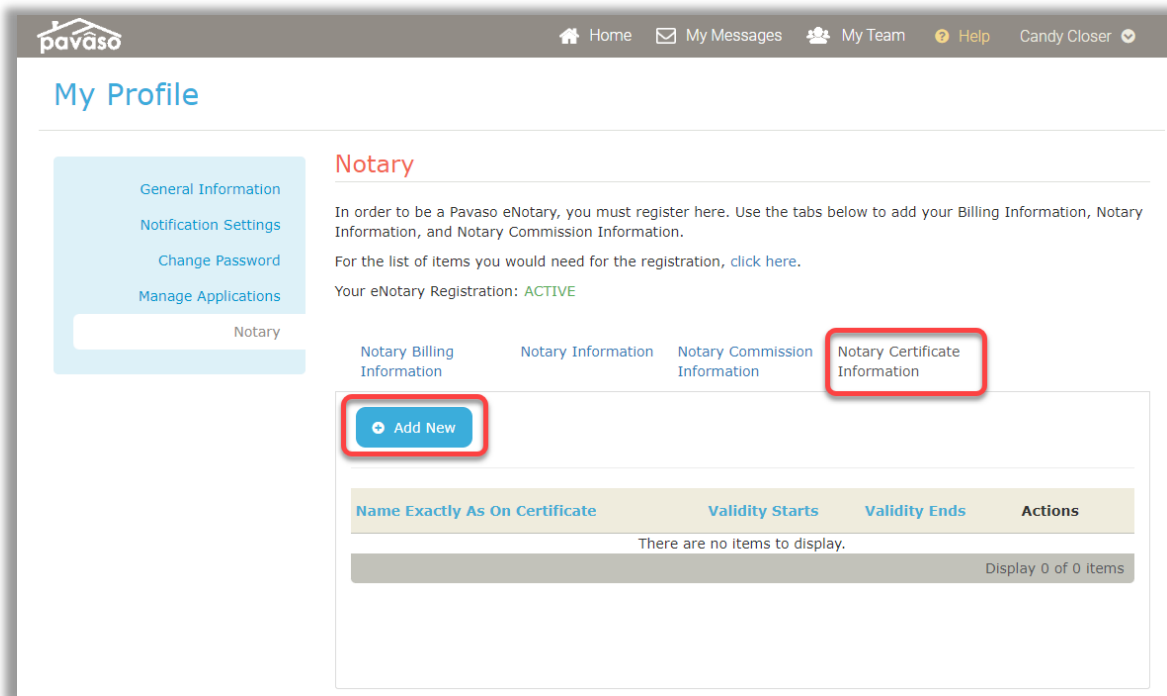 pavaso
Home My Messages My Team Help Candy Closer
My Profile
General Information
Notification Settings
Change Password
Manage Applications
Notary
Notary
In order to be a Pavaso eNotary, you must register here. Use the tabs below to add your Billing Information, Notary
Information, and Notary Commission Information.
For the list of items you would need for the registration, click here.
Your eNotary Registration: ACTIVE
Notary Billing
Information
Notary Information
Notary Commission
Information
Notary Certificate
Information
Add New
Name Exactly As On Certificate Validity Starts Validity Ends Actions
There are no items to display.
Display 0 of 0 items